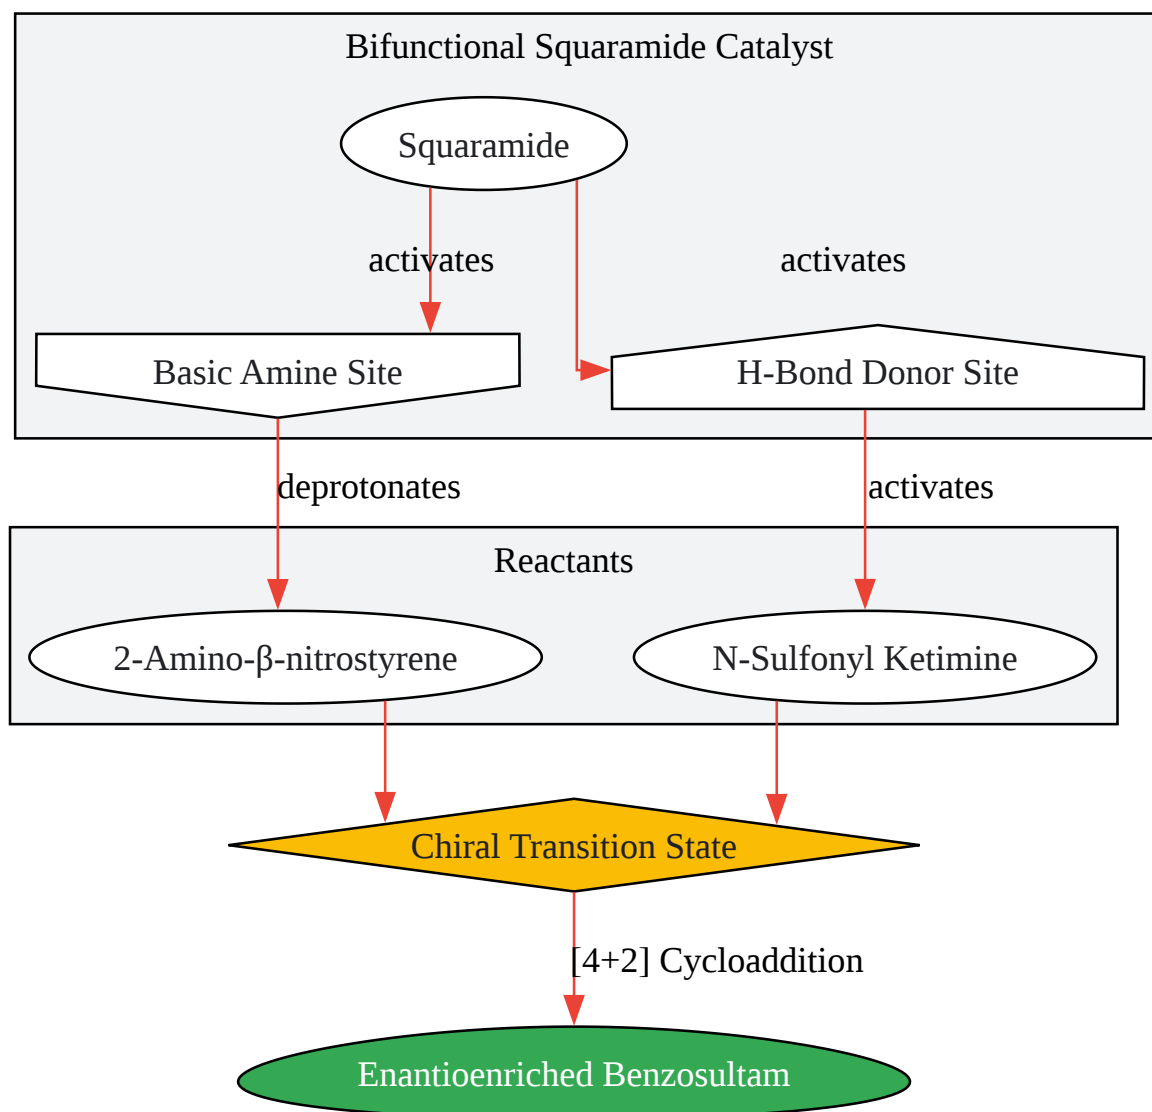 Bifunctional Squaramide Catalyst
Squaramide
activates
activates
Basic Amine Site
H-Bond Donor Site
deprotonates
activates
Reactants
2-Amino-β-nitrostyrene
N-Sulfonyl Ketimine
Chiral Transition State
[4+2] Cycloaddition
Enantioenriched Benzosultam